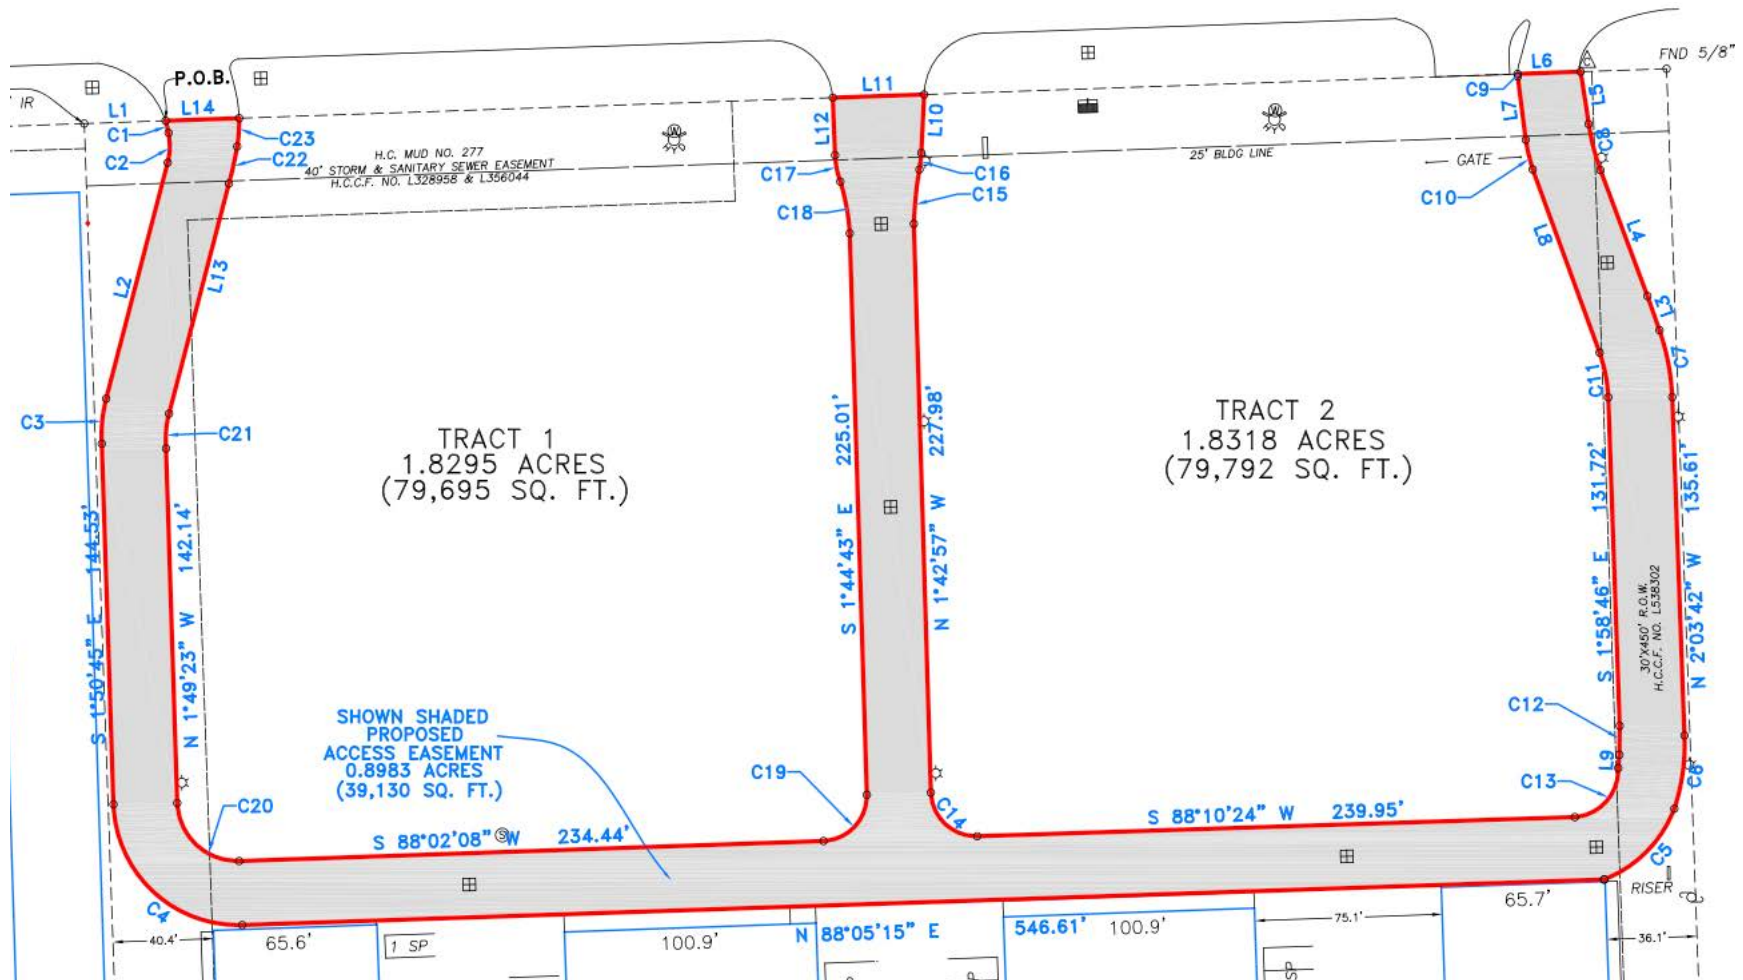 L6
FND 5/8"
P.O.B.
IR
L1
L14
L11
C9
L5
C1
C23
L12
L10
L7
C8
C2
C22
H.C. MUD NO. 277
40' STORM & SANITARY SEWER EASEMENT
H.C.C.F. NO. L328958 & L356044
W
W
25' BLDG LINE
GATE
C17
C16
C10
C18
C15
L8
L4
L2
L13
L3
C7
C3
C21
C11
TRACT 1
1.8295 ACRES
(79,695 SQ. FT.)
TRACT 2
1.8318 ACRES
(79,792 SQ. FT.)
S 1°50'45" E 144.53'
N 1°49'23" W 142.14'
S 1°44'43" E 225.01'
N 1°42'57" W 227.98'
S 1°58'46" E 131.72'
N 2°03'42" W 135.61'
30'X450' R.O.W.
H.C.C.F. NO. L538302
SHOWN SHADED
PROPOSED
ACCESS EASEMENT
0.8983 ACRES
(39,130 SQ. FT.)
C12
L9
C6
C19
C13
C20
C14
S 88°02'08" W 234.44'
S
S 88°10'24" W 239.95'
C5
C4
RISER
40.4'
65.6'
1 SP
100.9'
N 88°05'15" E 546.61'
100.9'
75.1'
65.7'
36.1'
SP